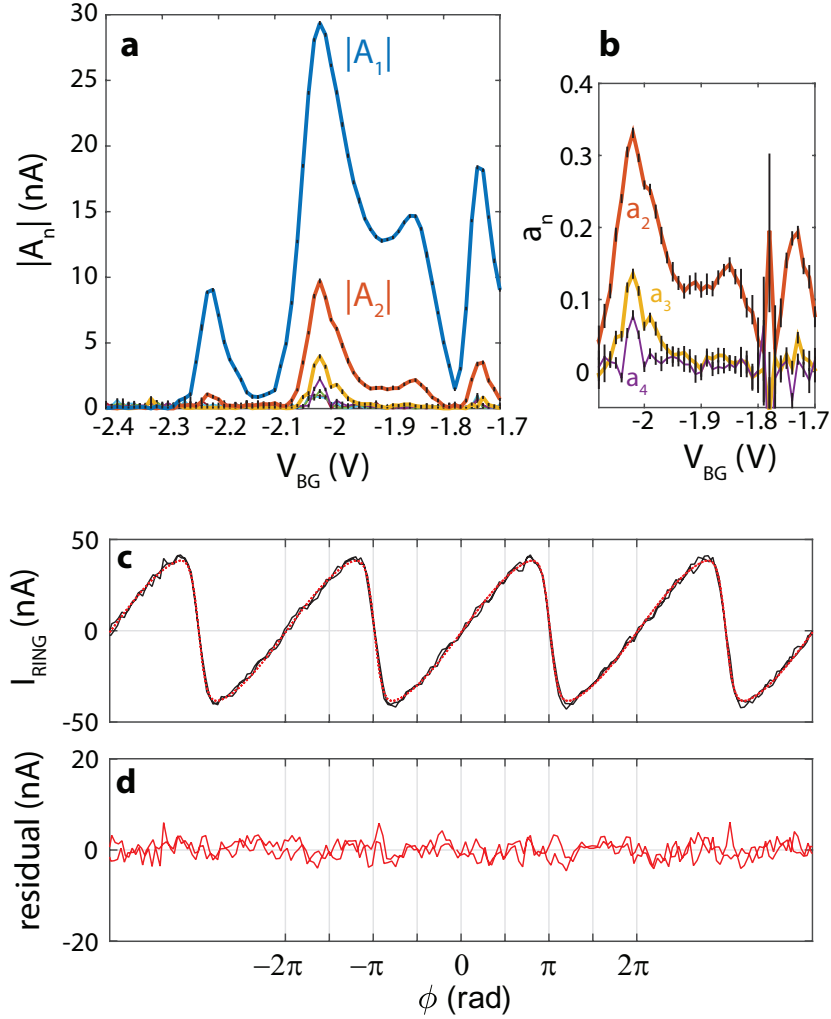 a
|A₁|
|A₂|
|Aₙ| (nA)
30
25
20
15
10
5
0
-2.4 -2.3 -2.2 -2.1 -2 -1.9 -1.8 -1.7
V_BG (V)
b
a₂
a₃
a₄
aₙ
0.4
0.3
0.2
0.1
0
-2 -1.9 -1.8 -1.7
V_BG (V)
c
I_RING (nA)
50
0
-50
d
residual (nA)
20
0
-20
−2π −π 0 π 2π
ϕ (rad)